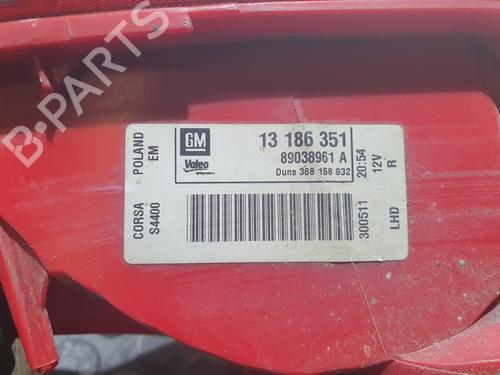 CORSA POLAND
S4400 EM
GM
Valeo
13 186 351
89038961 A
Duns 368 158 932
300511 20:54
12V
LHD R
B-PARTS